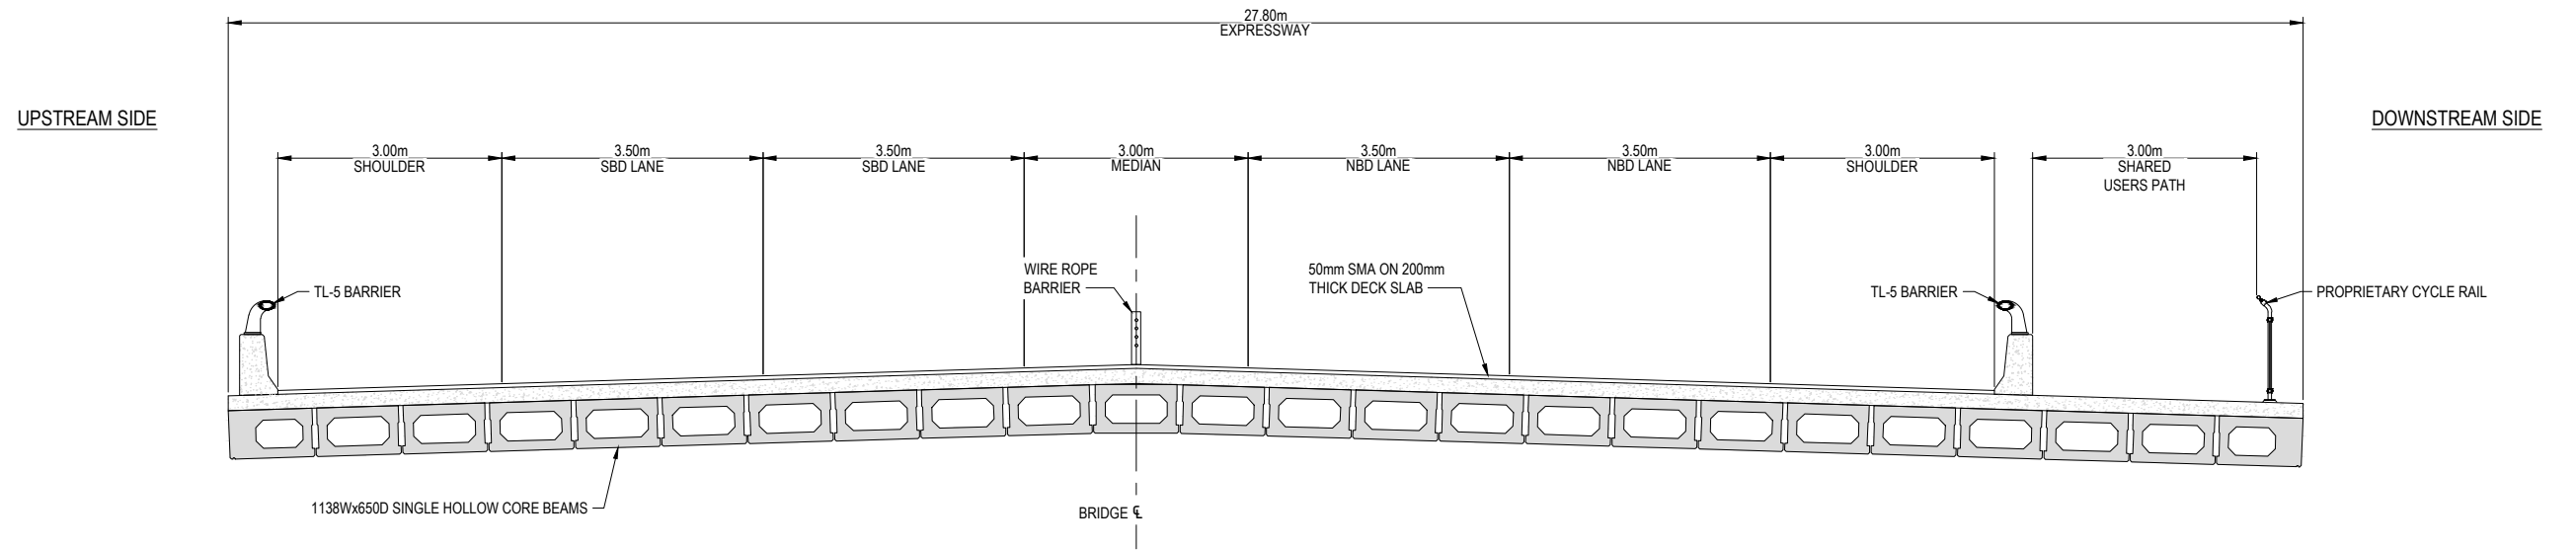 27.80m
EXPRESSWAY
UPSTREAM SIDE
DOWNSTREAM SIDE
3.00m
SHOULDER
3.50m
SBD LANE
3.50m
SBD LANE
3.00m
MEDIAN
3.50m
NBD LANE
3.50m
NBD LANE
3.00m
SHOULDER
3.00m
SHARED
USERS PATH
TL-5 BARRIER
WIRE ROPE
BARRIER
50mm SMA ON 200mm
THICK DECK SLAB
TL-5 BARRIER
PROPRIETARY CYCLE RAIL
1138Wx650D SINGLE HOLLOW CORE BEAMS
BRIDGE ℄